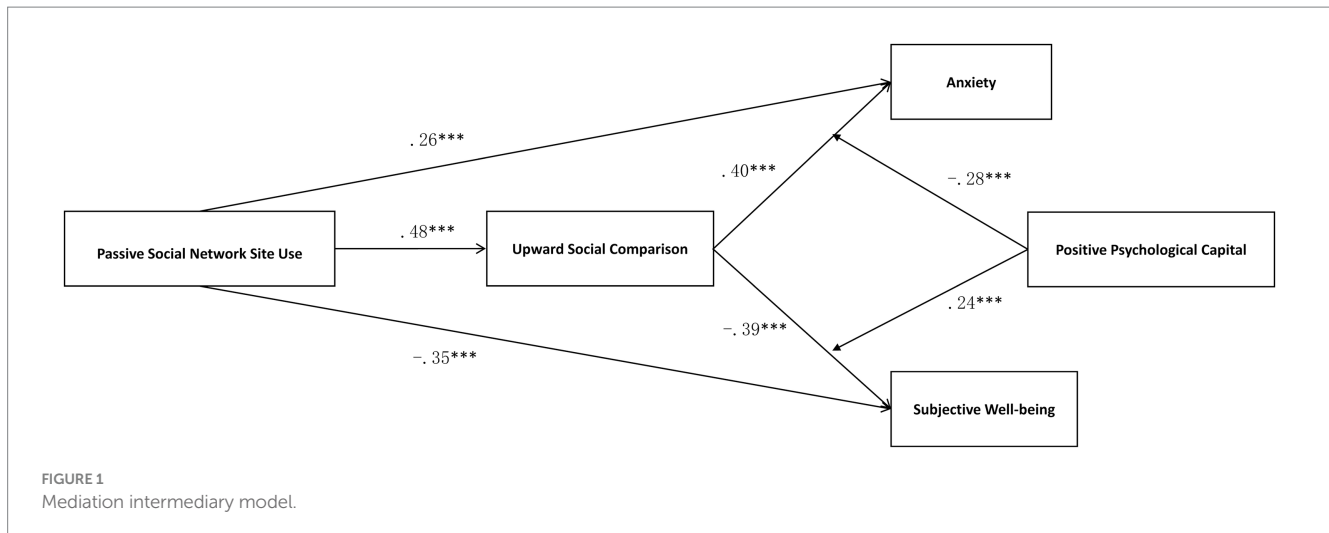 Anxiety
.26***
.40***
-.28***
.48***
Passive Social Network Site Use
Upward Social Comparison
Positive Psychological Capital
.24***
-.39***
-.35***
Subjective Well-being
FIGURE 1
Mediation intermediary model.